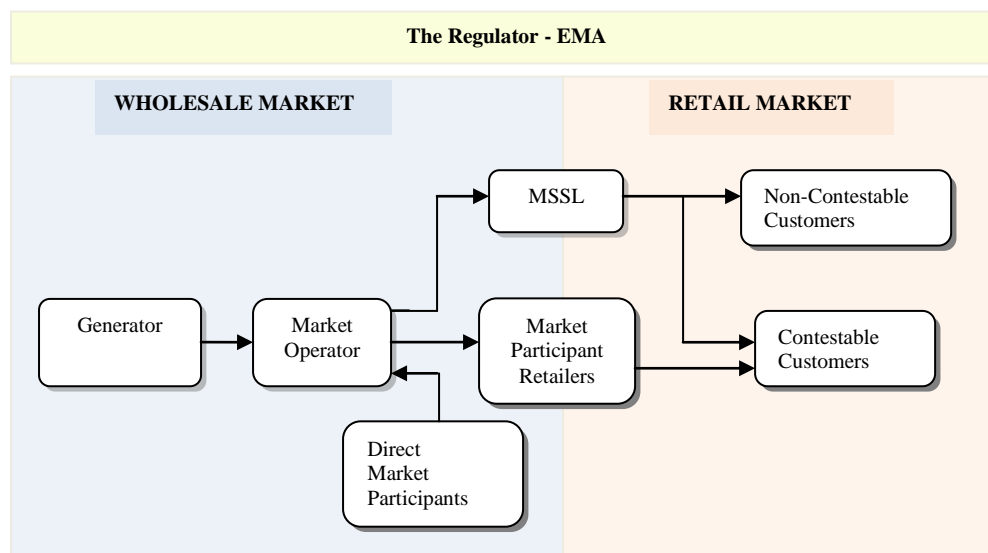 The Regulator - EMA
WHOLESALE MARKET
RETAIL MARKET
MSSL
Non-Contestable
Customers
Generator
Market
Operator
Market
Participant
Retailers
Contestable
Customers
Direct
Market
Participants